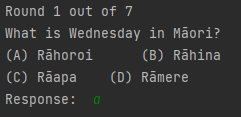 Round 1 out of 7
What is Wednesday in Māori?
(A) Rāhoroi (B) Rāhina
(C) Rāapa (D) Rāmere
Response: a